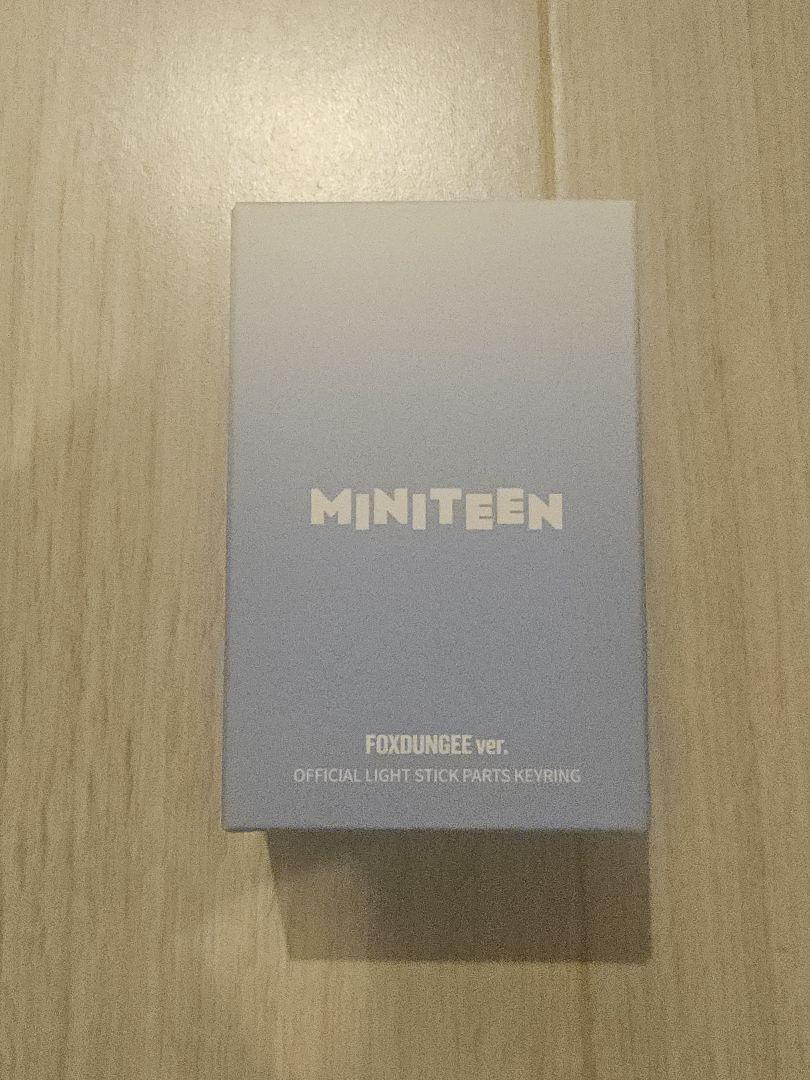 MINITEEN
FOXDUNGEE ver.
OFFICIAL LIGHT STICK PARTS KEYRING